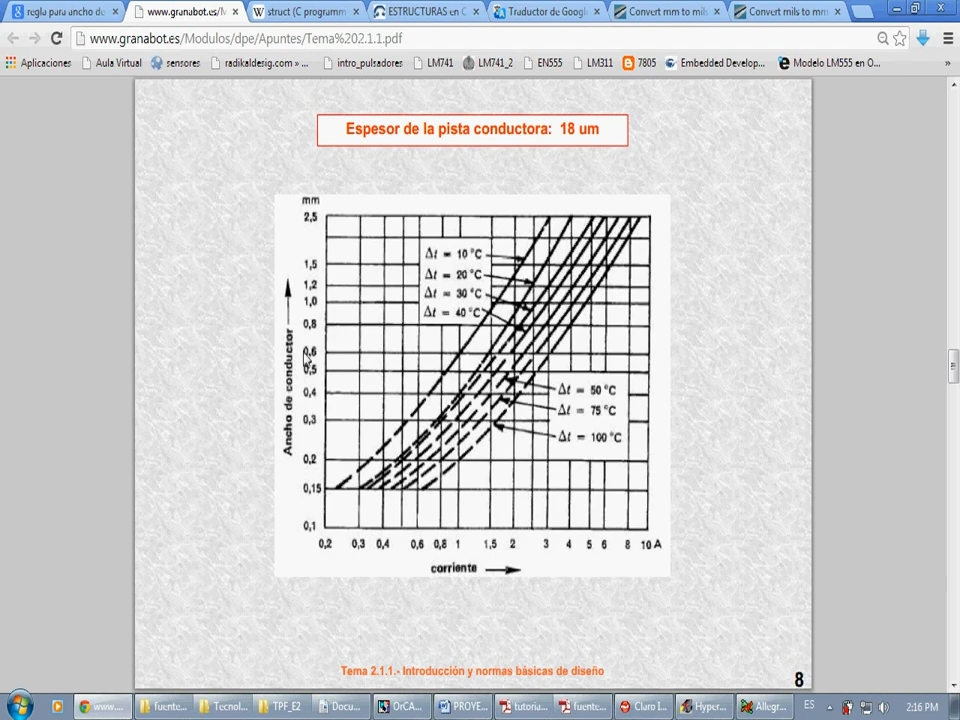 regla para ancho de
www.granabot.es/M
struct (C programm
ESTRUCTURAS en C
Traductor de Googl
Convert mm to mils
Convert mils to mm
www.granabot.es/Modulos/dpe/Apuntes/Tema%202.1.1.pdf
Aplicaciones
Aula Virtual
sensores
radikaldesig.com »...
intro_pulsadores
LM741
LM741_2
EN555
LM311
7805
Embedded Develop...
Modelo LM555 en O...
»
Espesor de la pista conductora: 18 um
mm
2,5
1,5
1,2
1,0
0,8
0,6
0,5
0,4
0,3
0,2
0,15
0,1
Ancho de conductor
Δt = 10 °C
Δt = 20 °C
Δt = 30 °C
Δt = 40 °C
Δt = 50 °C
Δt = 75 °C
Δt = 100 °C
0,2 0,3 0,4 0,6 0,8 1 1,5 2 3 4 5 6 8 10 A
corriente
Tema 2.1.1.- Introducción y normas básicas de diseño
8
www....
fuente...
Tecnol...
TPF_E2
Docu...
OrCA...
PROYE...
tutoria...
fuente...
Claro I...
Hyper...
Allegr...
ES
2:16 PM